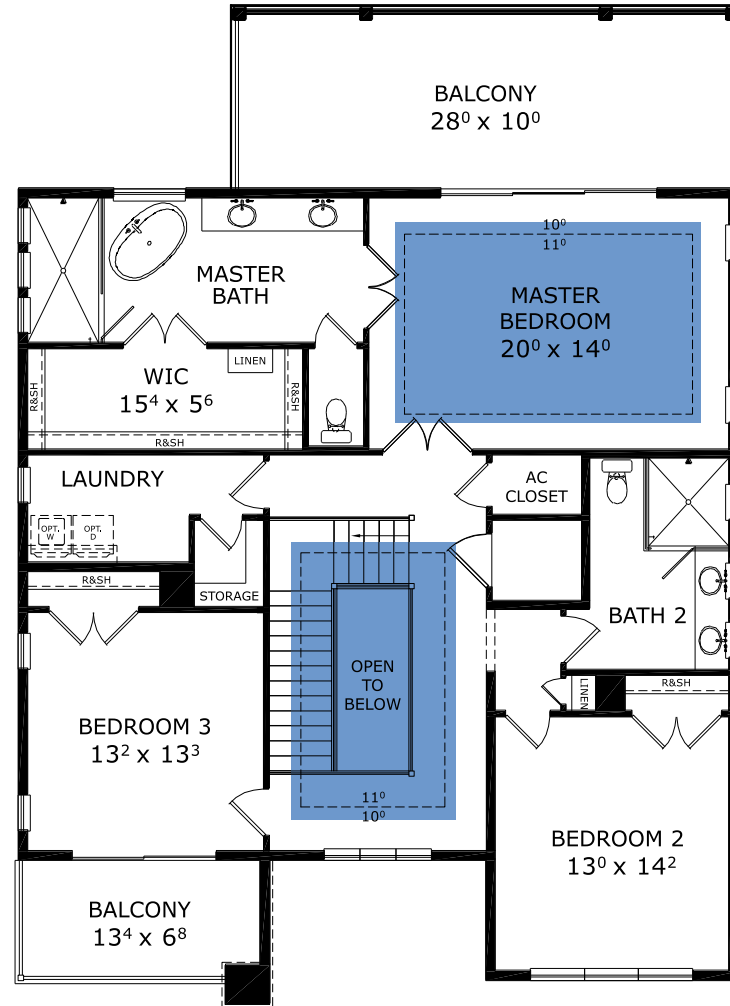 BALCONY
28⁰ x 10⁰
10⁰
11⁰
MASTER
BATH
MASTER
BEDROOM
20⁰ x 14⁰
LINEN
WIC
15⁴ x 5⁶
R&SH
R&SH
R&SH
LAUNDRY
AC
CLOSET
OPT.
W
OPT.
D
R&SH
STORAGE
BATH 2
OPEN
TO
BELOW
LINEN
R&SH
BEDROOM 3
13² x 13³
11⁰
10⁰
BEDROOM 2
13⁰ x 14²
BALCONY
13⁴ x 6⁸